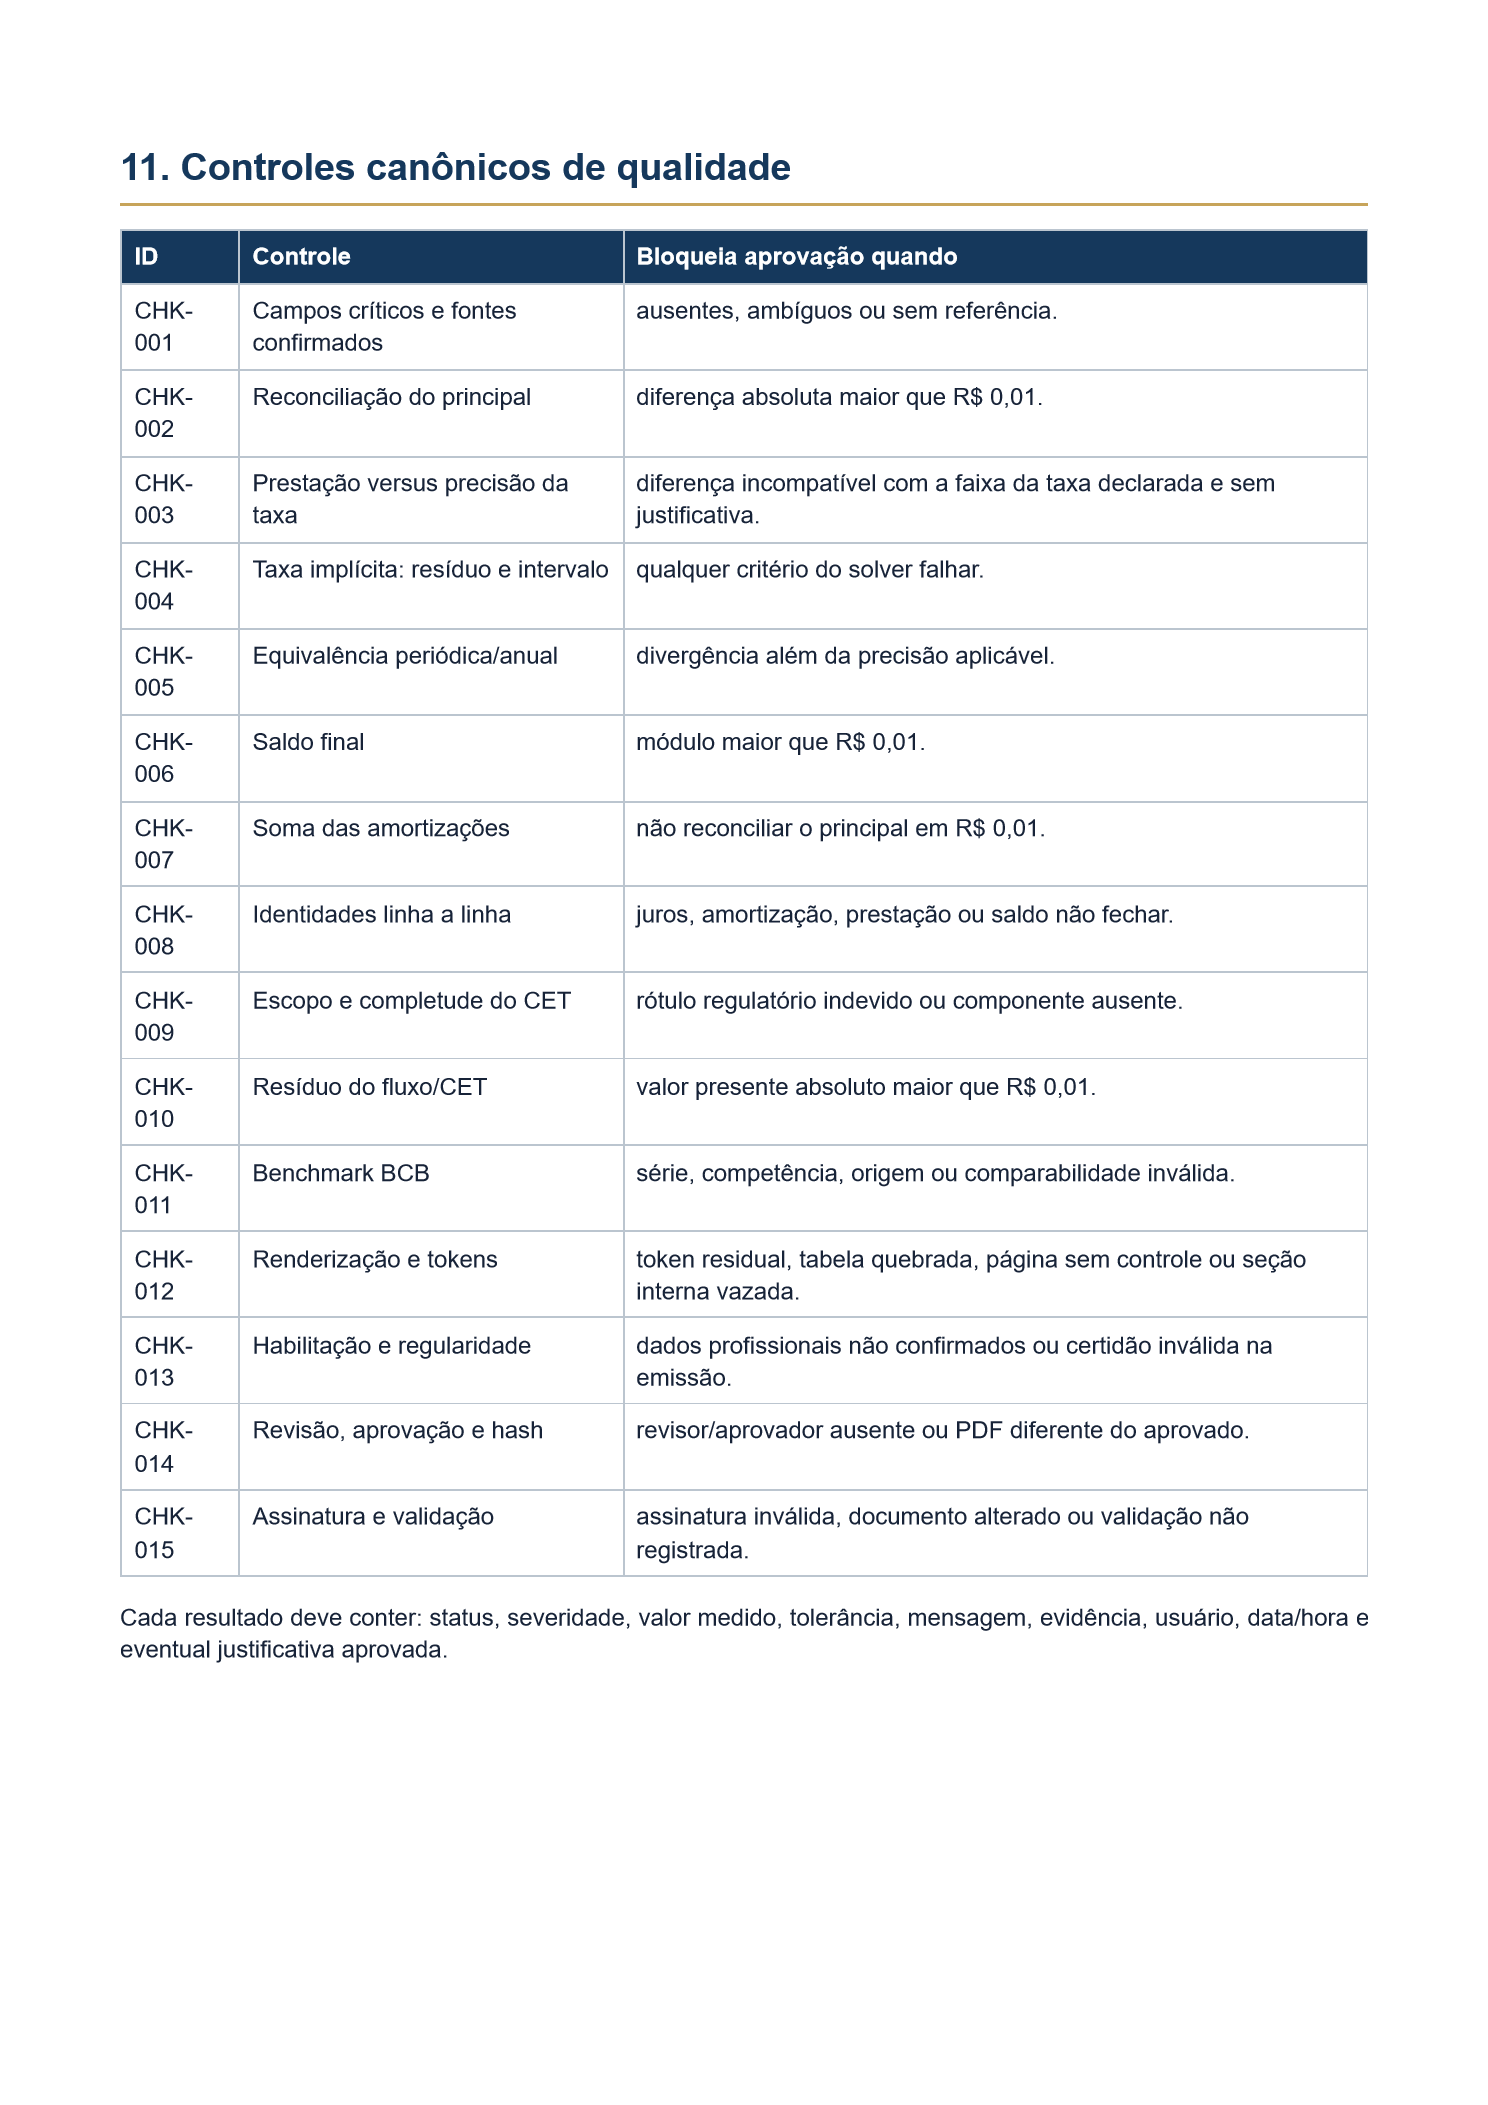 11. Controles canônicos de qualidade
ID Controle Bloqueia aprovação quando
CHK-
001
Campos críticos e fontes
confirmados
ausentes, ambíguos ou sem referência.
CHK-
002
Reconciliação do principal
diferença absoluta maior que R$ 0,01.
CHK-
003
Prestação versus precisão da
taxa
diferença incompatível com a faixa da taxa declarada e sem
justificativa.
CHK-
004
Taxa implícita: resíduo e intervalo
qualquer critério do solver falhar.
CHK-
005
Equivalência periódica/anual
divergência além da precisão aplicável.
CHK-
006
Saldo final
módulo maior que R$ 0,01.
CHK-
007
Soma das amortizações
não reconciliar o principal em R$ 0,01.
CHK-
008
Identidades linha a linha
juros, amortização, prestação ou saldo não fechar.
CHK-
009
Escopo e completude do CET
rótulo regulatório indevido ou componente ausente.
CHK-
010
Resíduo do fluxo/CET
valor presente absoluto maior que R$ 0,01.
CHK-
011
Benchmark BCB
série, competência, origem ou comparabilidade inválida.
CHK-
012
Renderização e tokens
token residual, tabela quebrada, página sem controle ou seção
interna vazada.
CHK-
013
Habilitação e regularidade
dados profissionais não confirmados ou certidão inválida na
emissão.
CHK-
014
Revisão, aprovação e hash
revisor/aprovador ausente ou PDF diferente do aprovado.
CHK-
015
Assinatura e validação
assinatura inválida, documento alterado ou validação não
registrada.
Cada resultado deve conter: status, severidade, valor medido, tolerância, mensagem, evidência, usuário, data/hora e
eventual justificativa aprovada.